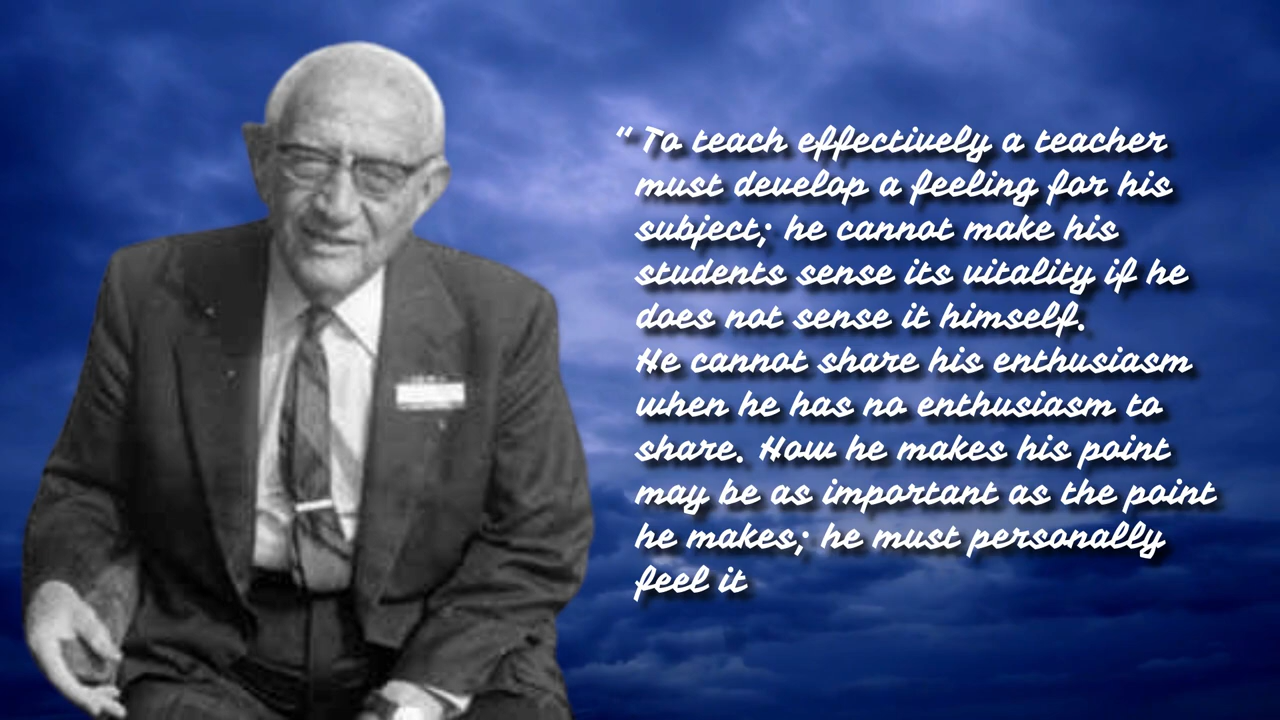 “ To teach effectively a teacher
must develop a feeling for his
subject; he cannot make his
students sense its vitality if he
does not sense it himself.
He cannot share his enthusiasm
when he has no enthusiasm to
share. How he makes his point
may be as important as the point
he makes; he must personally
feel it